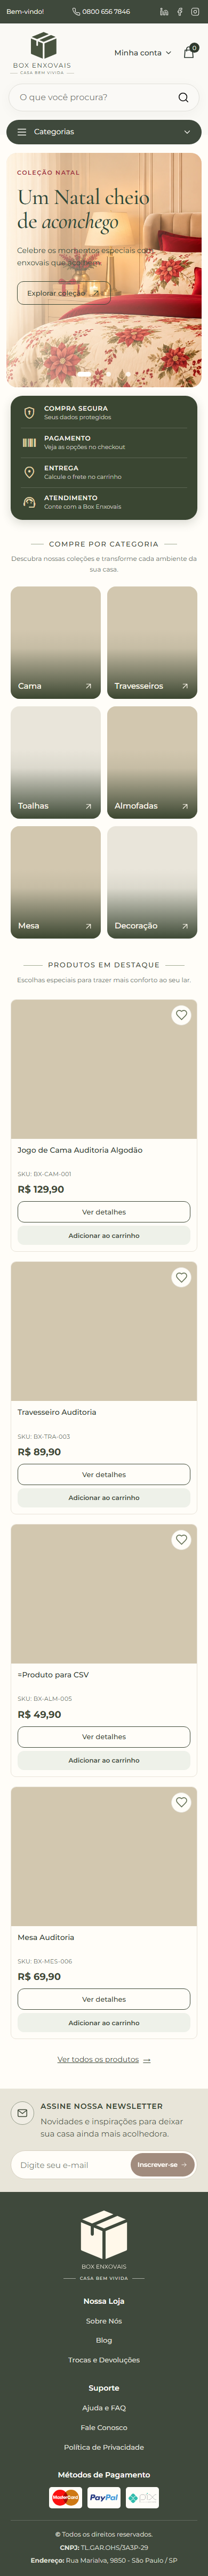 Bem-vindo!
0800 656 7846
BOX ENXOVAIS
CASA BEM VIVIDA
Minha conta
0
O que você procura?
Categorias
COLEÇÃO NATAL
Um Natal cheio
de aconchego
Celebre os momentos especiais com
enxovais que
Explorar coleção
COMPRA SEGURA
Seus dados protegidos
PAGAMENTO
Veja as opções no checkout
ENTREGA
Calcule o frete no carrinho
ATENDIMENTO
Conte com a Box Enxovais
COMPRE POR CATEGORIA
Descubra nossas coleções e transforme cada ambiente da
sua casa.
Cama
Travesseiros
Toalhas
Almofadas
Mesa
Decoração
PRODUTOS EM DESTAQUE
Escolhas especiais para trazer mais conforto ao seu lar.
Jogo de Cama Auditoria Algodão
SKU: BX-CAM-001
R$ 129,90
Ver detalhes
Adicionar ao carrinho
Travesseiro Auditoria
SKU: BX-TRA-003
R$ 89,90
Ver detalhes
Adicionar ao carrinho
=Produto para CSV
SKU: BX-ALM-005
R$ 49,90
Ver detalhes
Adicionar ao carrinho
Mesa Auditoria
SKU: BX-MES-006
R$ 69,90
Ver detalhes
Adicionar ao carrinho
Ver todos os produtos →
ASSINE NOSSA NEWSLETTER
Novidades e inspirações para deixar
sua casa ainda mais acolhedora.
Digite seu e-mail
Inscrever-se →
BOX ENXOVAIS
CASA BEM VIVIDA
Nossa Loja
Sobre Nós
Blog
Trocas e Devoluções
Suporte
Ajuda e FAQ
Fale Conosco
Política de Privacidade
Métodos de Pagamento
MasterCard
PayPal
ptx
© Todos os direitos reservados.
CNPJ: TL.GAR.OHS/3A3P-29
Endereço: Rua Marialva, 9850 - São Paulo / SP